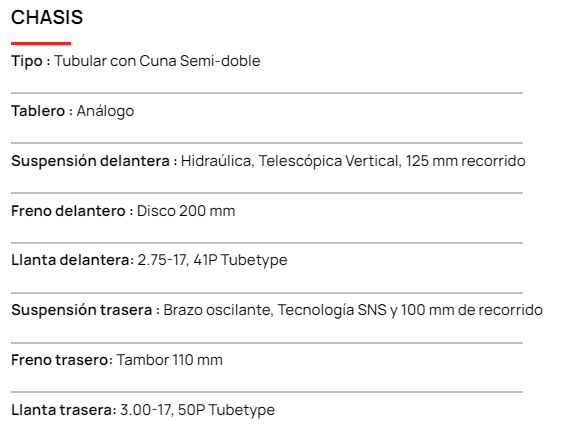 CHASIS
Tipo : Tubular con Cuna Semi-doble
Tablero : Análogo
Suspensión delantera : Hidraúlica, Telescópica Vertical, 125 mm recorrido
Freno delantero : Disco 200 mm
Llanta delantera: 2.75-17, 41P Tubetype
Suspensión trasera : Brazo oscilante, Tecnología SNS y 100 mm de recorrido
Freno trasero: Tambor 110 mm
Llanta trasera: 3.00-17, 50P Tubetype